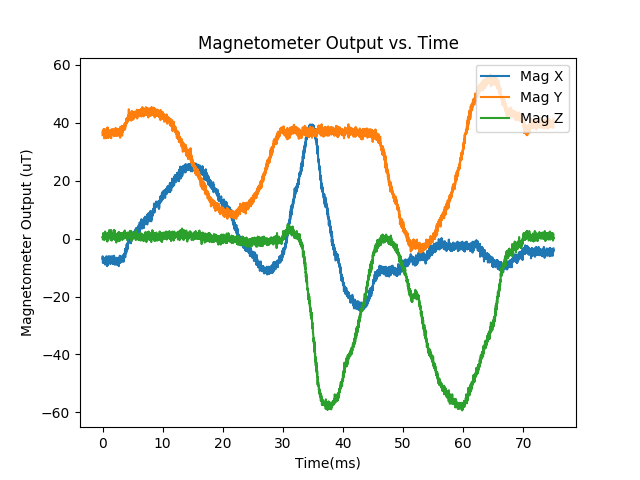 Magnetometer Output vs. Time
Mag X
Mag Y
Mag Z
Magnetometer Output (uT)
60
40
20
0
−20
−40
−60
0 10 20 30 40 50 60 70
Time(ms)